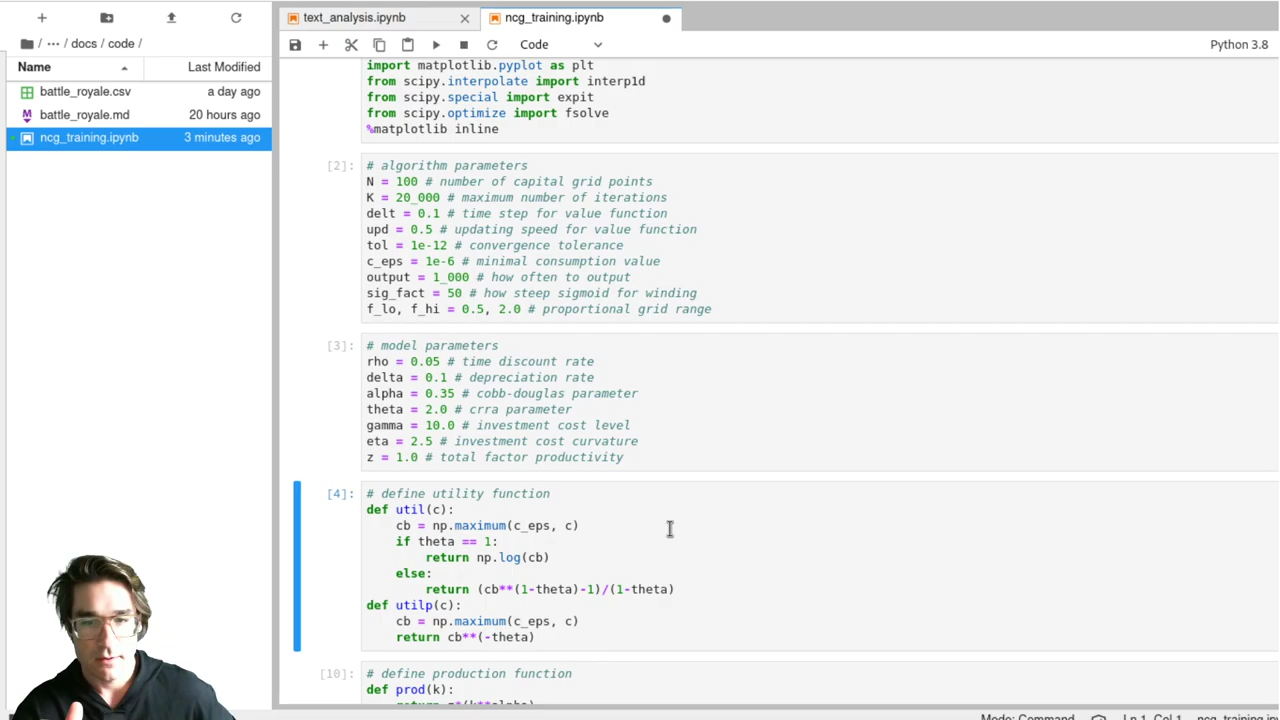 text_analysis.ipynb
ncg_training.ipynb
/ ··· / docs / code /
Code
Python 3.8
Name
Last Modified
battle_royale.csv
a day ago
battle_royale.md
20 hours ago
ncg_training.ipynb
3 minutes ago
import matplotlib.pyplot as plt
from scipy.interpolate import interp1d
from scipy.special import expit
from scipy.optimize import fsolve
%matplotlib inline
[2]:
# algorithm parameters
N = 100 # number of capital grid points
K = 20_000 # maximum number of iterations
delt = 0.1 # time step for value function
upd = 0.5 # updating speed for value function
tol = 1e-12 # convergence tolerance
c_eps = 1e-6 # minimal consumption value
output = 1_000 # how often to output
sig_fact = 50 # how steep sigmoid for winding
f_lo, f_hi = 0.5, 2.0 # proportional grid range
[3]:
# model parameters
rho = 0.05 # time discount rate
delta = 0.1 # depreciation rate
alpha = 0.35 # cobb-douglas parameter
theta = 2.0 # crra parameter
gamma = 10.0 # investment cost level
eta = 2.5 # investment cost curvature
z = 1.0 # total factor productivity
[4]:
# define utility function
def util(c):
    cb = np.maximum(c_eps, c)
    if theta == 1:
        return np.log(cb)
    else:
        return (cb**(1-theta)-1)/(1-theta)
def utilp(c):
    cb = np.maximum(c_eps, c)
    return cb**(-theta)
[10]:
# define production function
def prod(k):
    return z*(k**alpha)
Mode: Command
Ln 1, Col 1